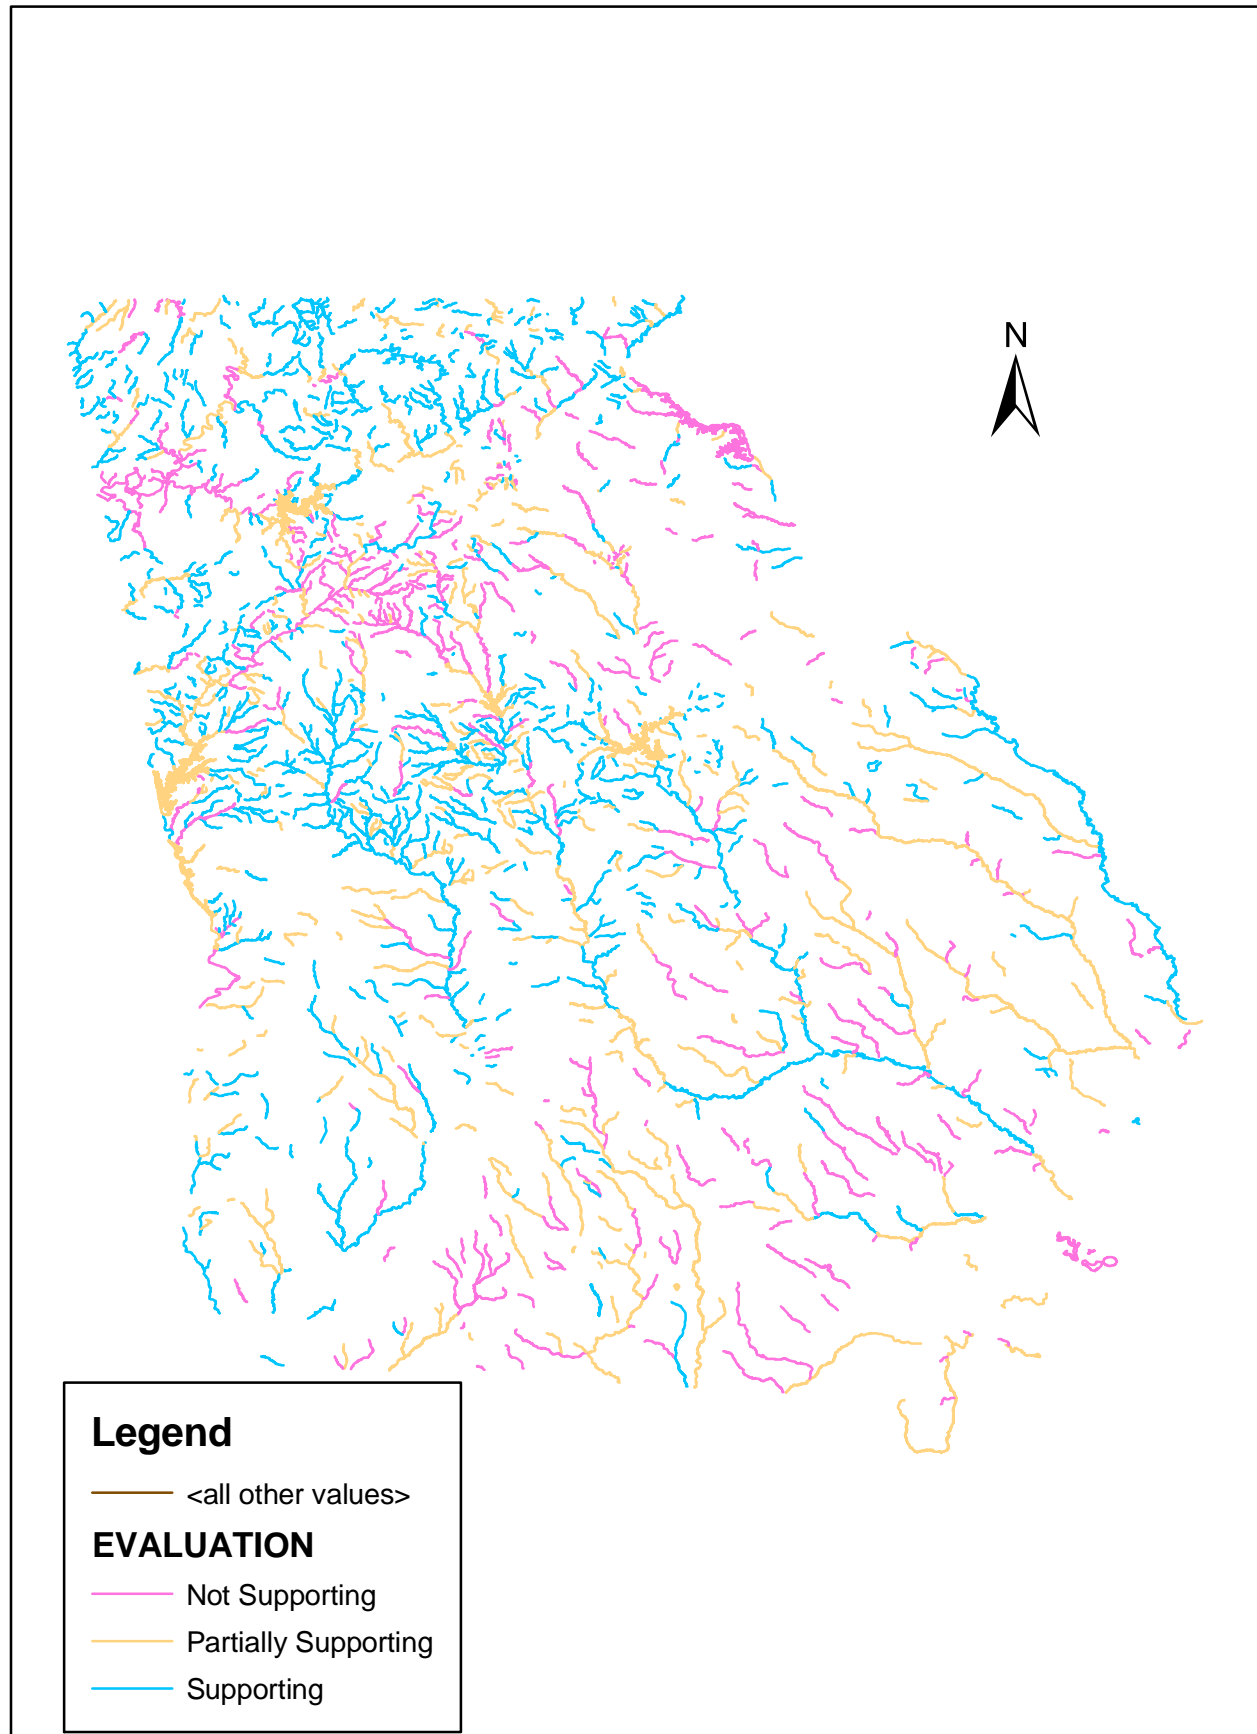 N
Legend
<all other values>
EVALUATION
Not Supporting
Partially Supporting
Supporting